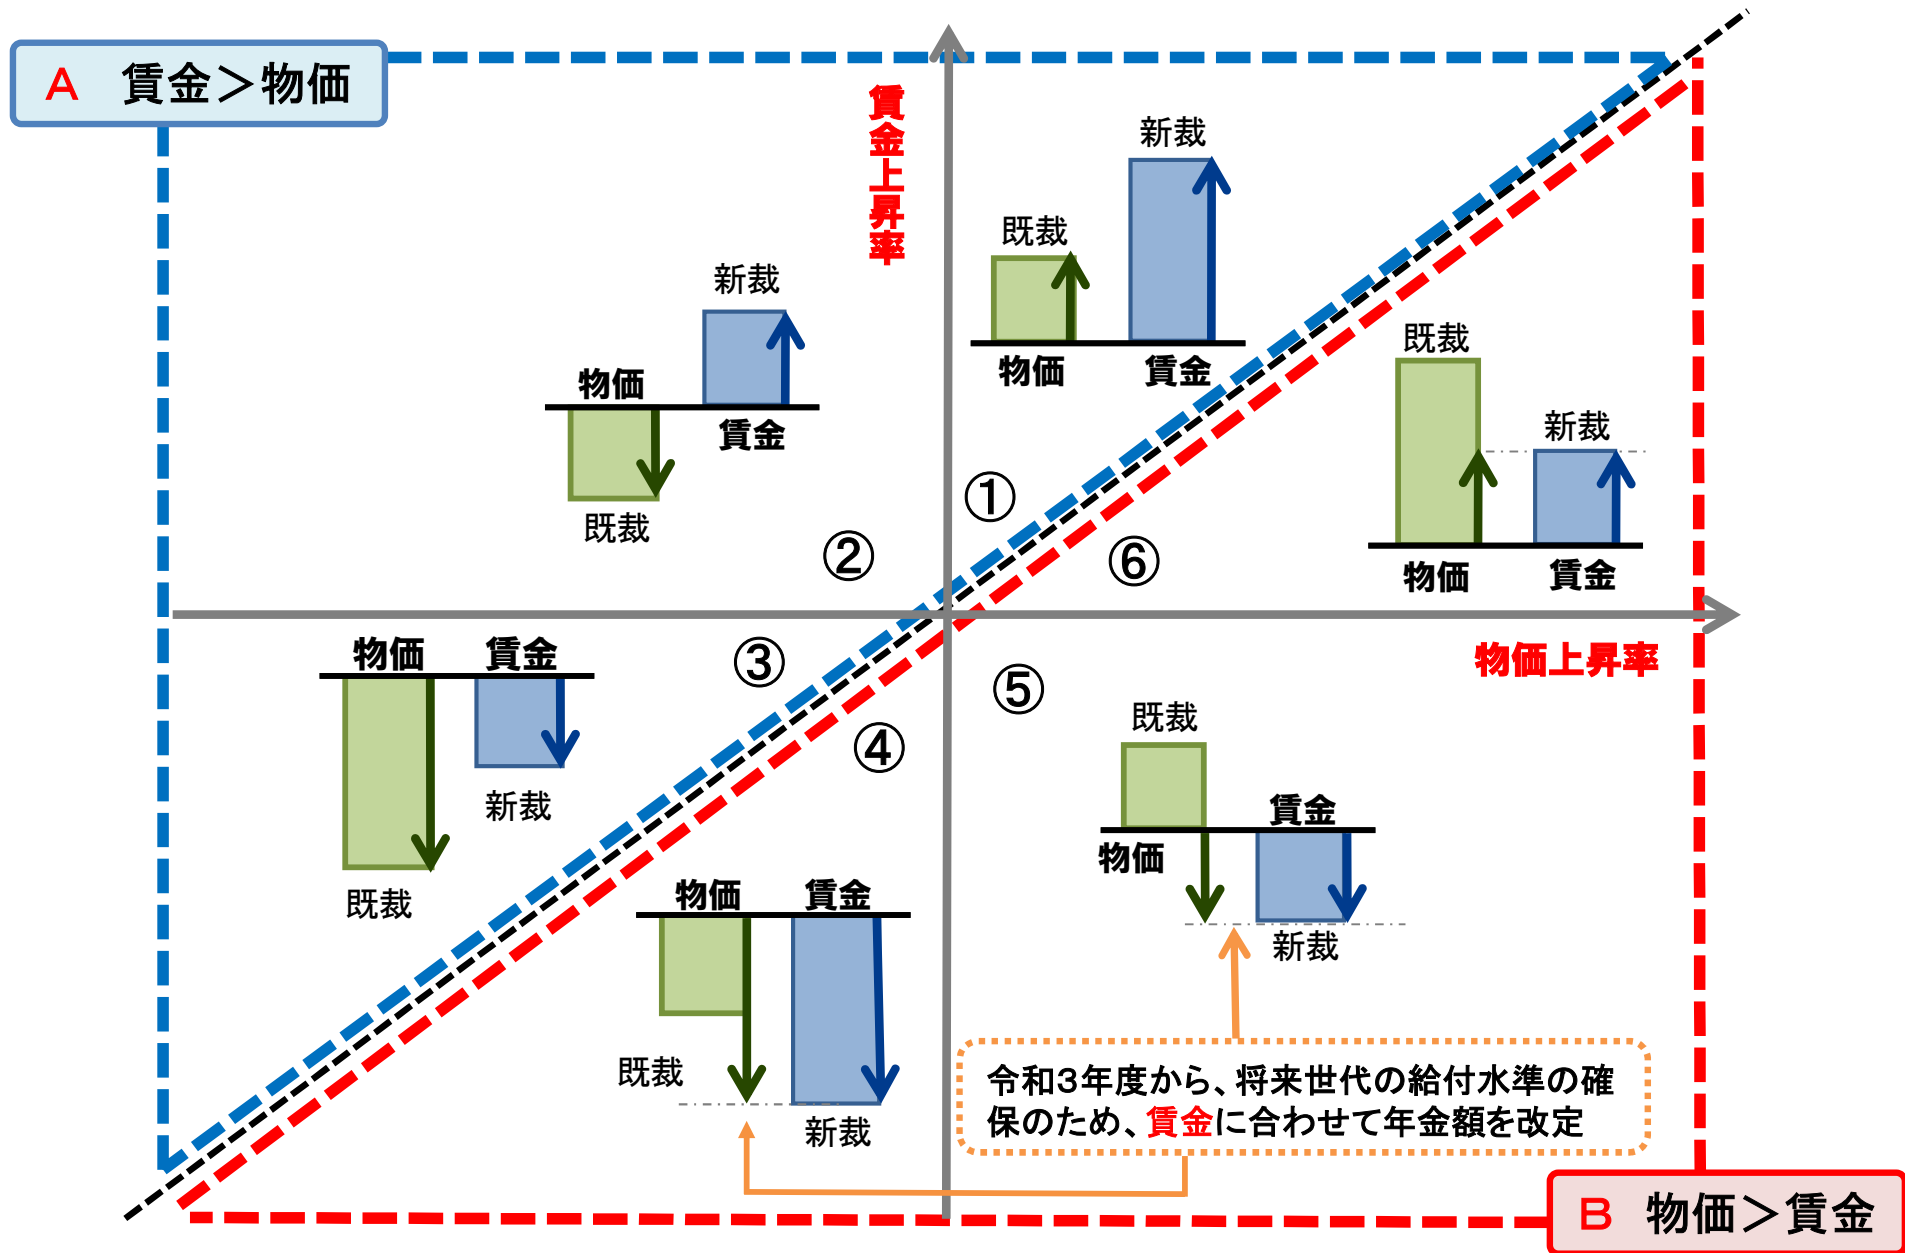 A　賃金＞物価
賃金上昇率
新裁
既裁
物価
賃金
新裁
物価
賃金
既裁
既裁
新裁
物価
賃金
①
②
⑥
物価
賃金
③
新裁
既裁
物価上昇率
⑤
④
既裁
賃金
物価
新裁
物価
賃金
既裁
新裁
令和３年度から、将来世代の給付水準の確
保のため、賃金に合わせて年金額を改定
B　物価＞賃金